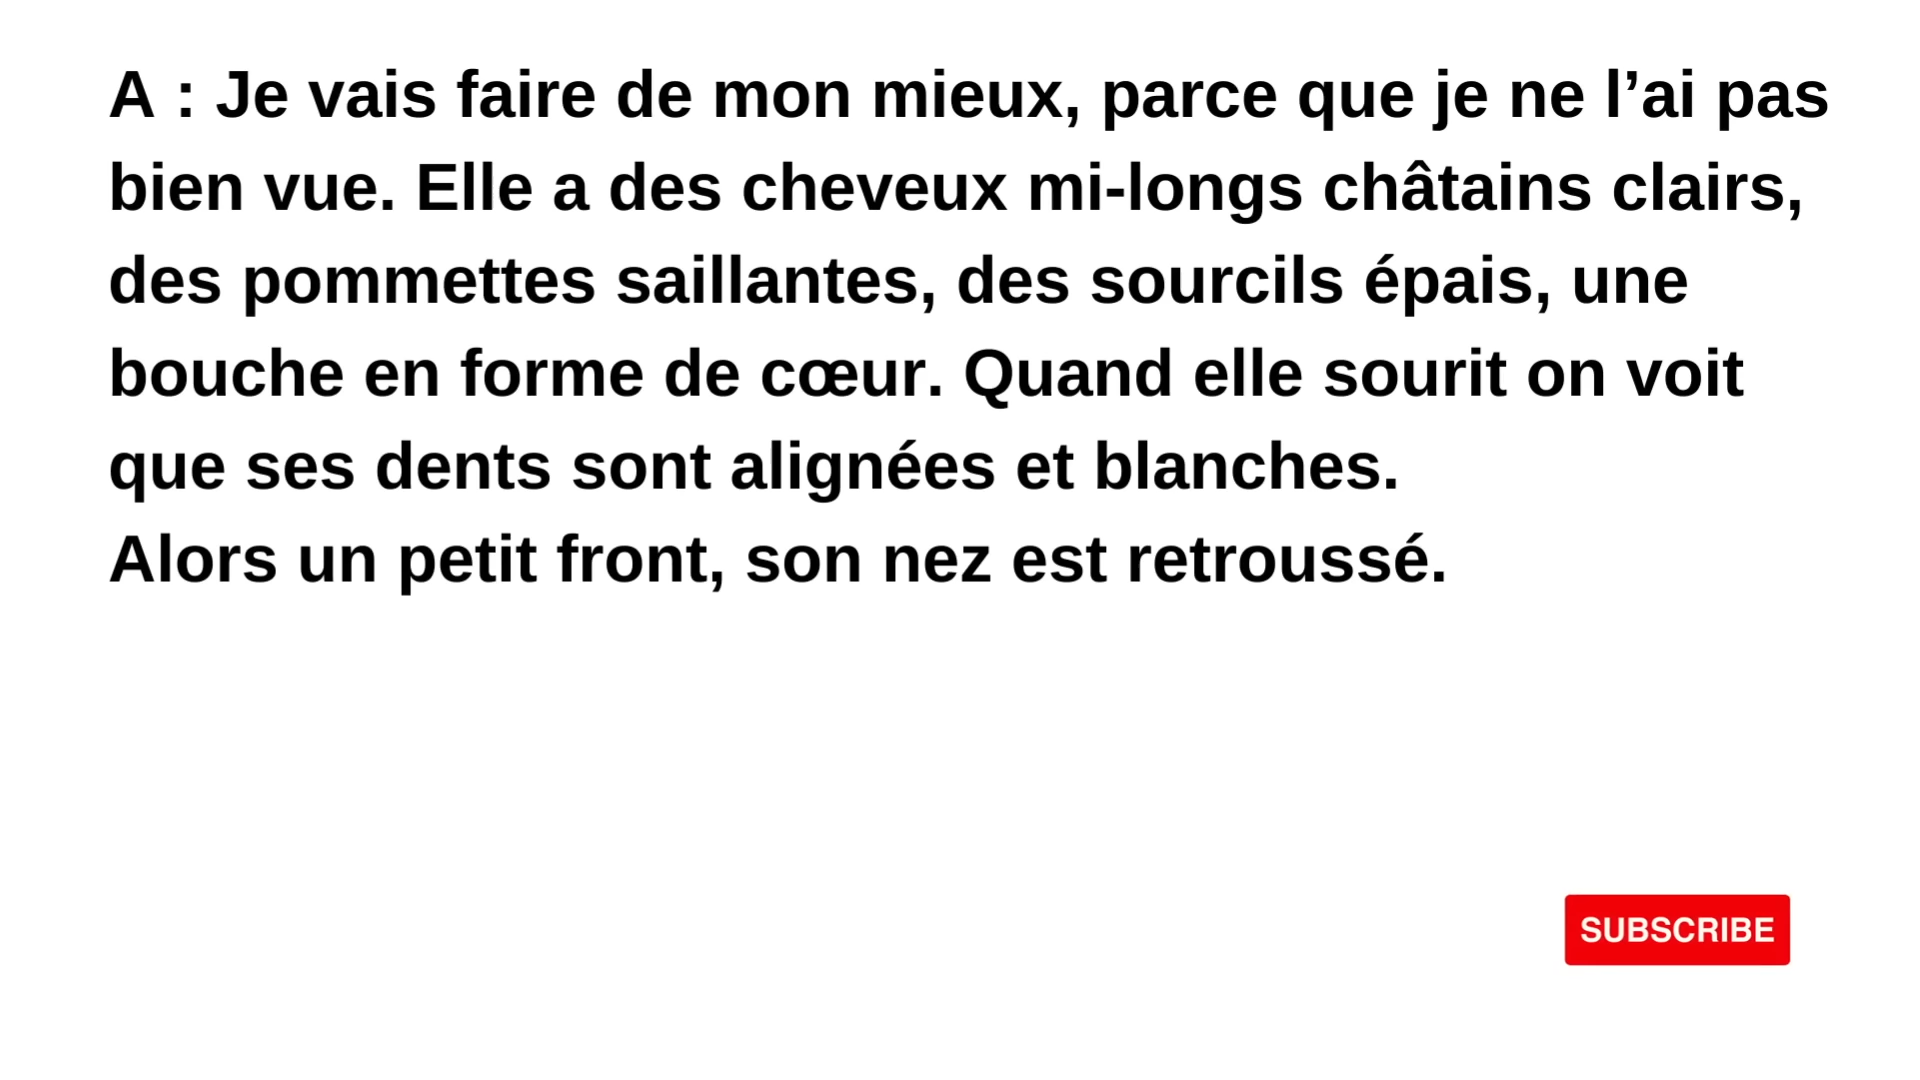 A : Je vais faire de mon mieux, parce que je ne l’ai pas
bien vue. Elle a des cheveux mi-longs châtains clairs,
des pommettes saillantes, des sourcils épais, une
bouche en forme de cœur. Quand elle sourit on voit
que ses dents sont alignées et blanches.
Alors un petit front, son nez est retroussé.
SUBSCRIBE